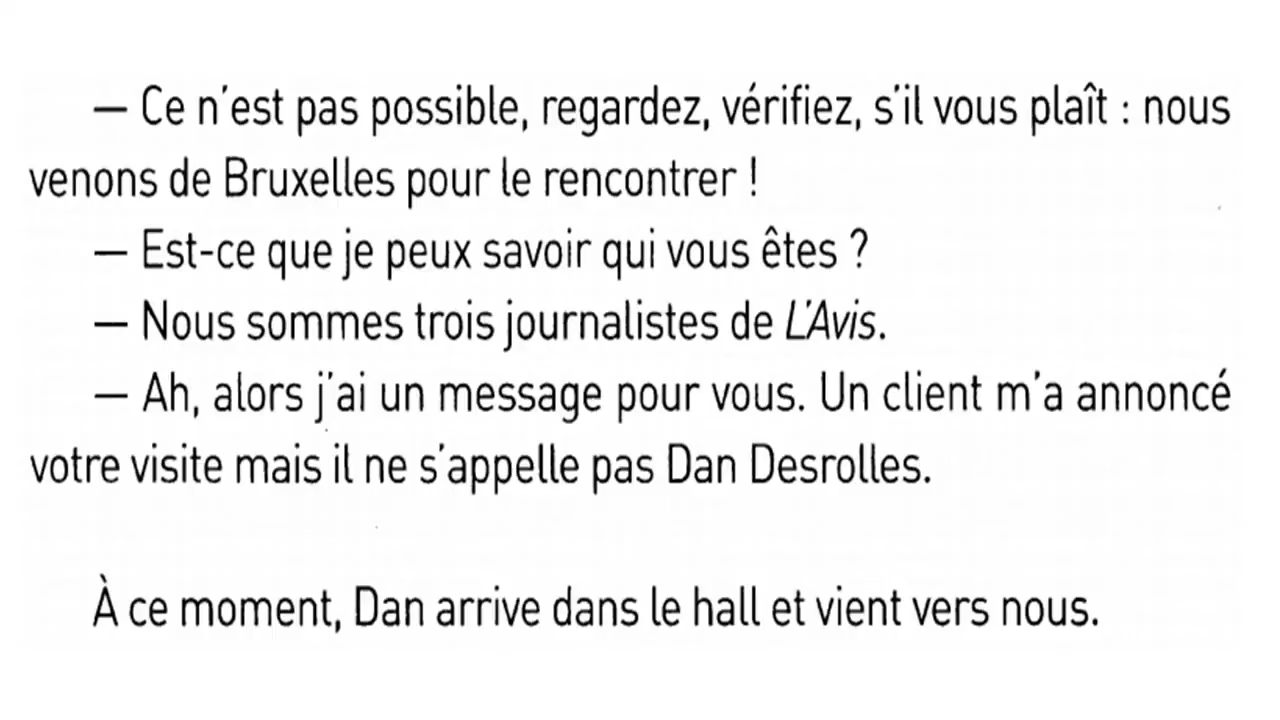 — Ce n'est pas possible, regardez, vérifiez, s'il vous plaît : nous
venons de Bruxelles pour le rencontrer !
— Est-ce que je peux savoir qui vous êtes ?
— Nous sommes trois journalistes de L'Avis.
— Ah, alors j'ai un message pour vous. Un client m'a annoncé
votre visite mais il ne s'appelle pas Dan Desrolles.
À ce moment, Dan arrive dans le hall et vient vers nous.